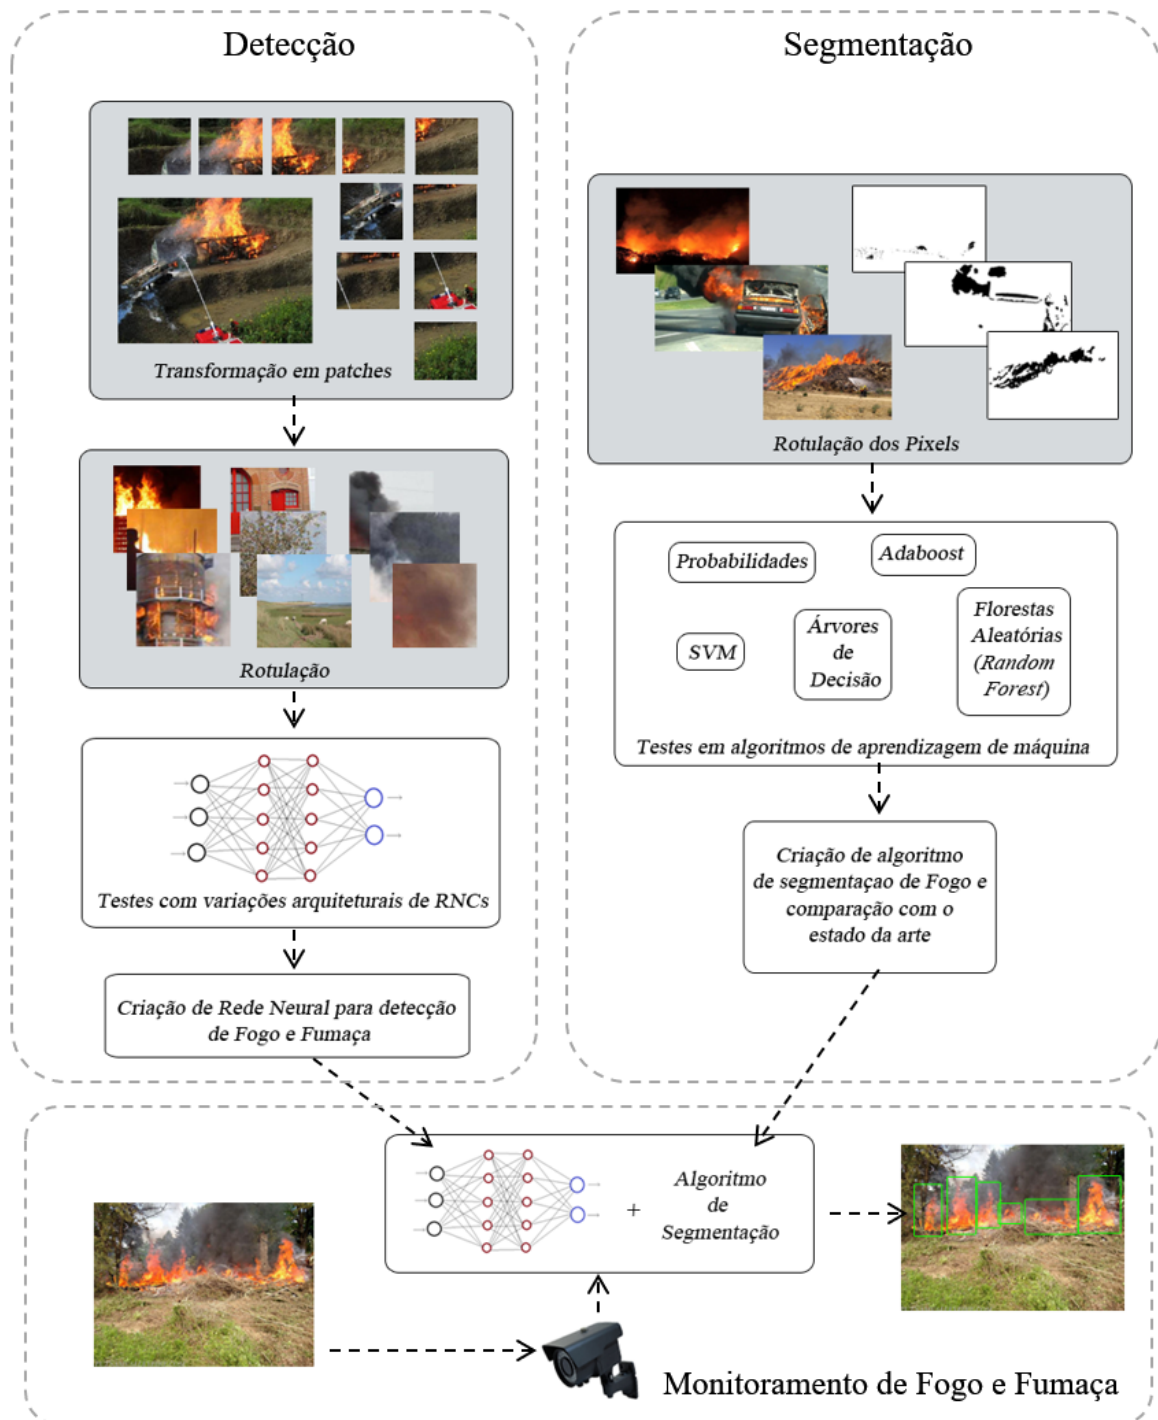 Detecção
Transformação em patches
Rotulação
Testes com variações arquiteturais de RNCs
Criação de Rede Neural para detecção
de Fogo e Fumaça
Segmentação
Rotulação dos Pixels
Probabilidades
Adaboost
SVM
Árvores
de
Decisão
Florestas
Aleatórias
(Random
Forest)
Testes em algoritmos de aprendizagem de máquina
Criação de algoritmo
de segmentaçao de Fogo e
comparação com o
estado da arte
+
Algoritmo
de
Segmentação
Monitoramento de Fogo e Fumaça